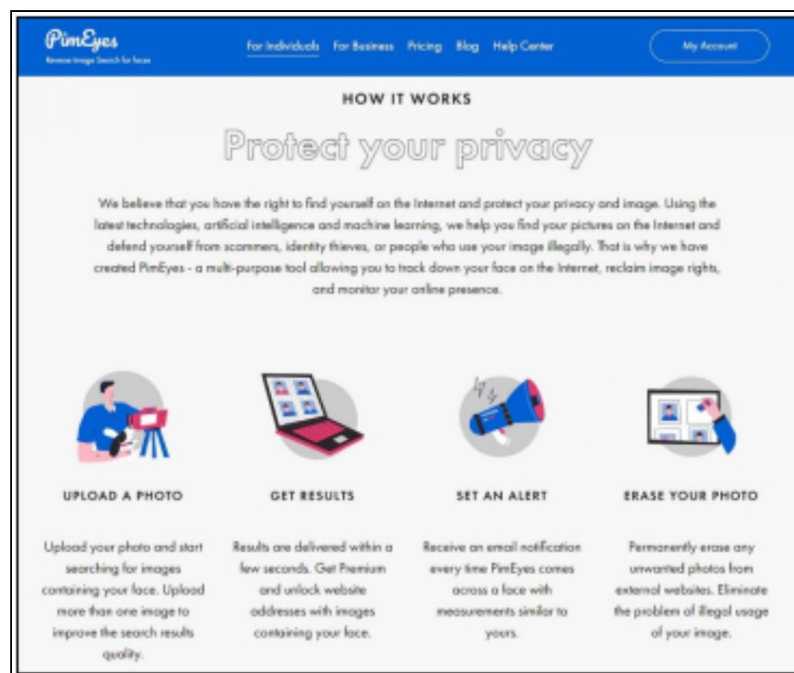 PimEyes
Reverse Image Search for faces
For Individuals For Business Pricing Blog Help Center
My Account
HOW IT WORKS
Protect your privacy
We believe that you have the right to find yourself on the Internet and protect your privacy and image. Using the
latest technologies, artificial intelligence and machine learning, we help you find your pictures on the Internet and
defend yourself from scammers, identity thieves, or people who use your image illegally. That is why we have
created PimEyes - a multi-purpose tool allowing you to track down your face on the Internet, reclaim image rights,
and monitor your online presence.
UPLOAD A PHOTO
Upload your photo and start
searching for images
containing your face. Upload
more than one image to
improve the search results
quality.
GET RESULTS
Results are delivered within a
few seconds. Get Premium
and unlock website
addresses with images
containing your face.
SET AN ALERT
Receive an email notification
every time PimEyes comes
across a face with
measurements similar to
yours.
ERASE YOUR PHOTO
Permanently erase any
unwanted photos from
external websites. Eliminate
the problem of illegal usage
of your image.